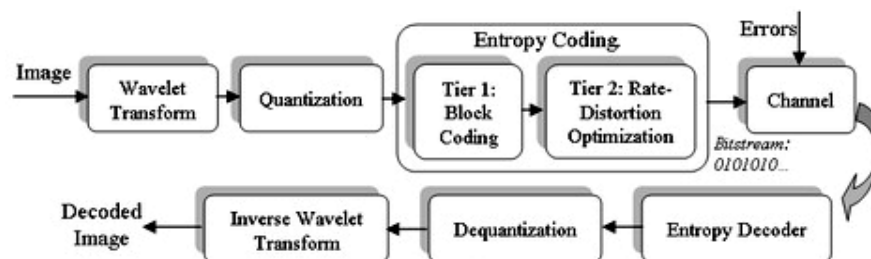 Entropy Coding
Errors
Image
Wavelet
Transform
Quantization
Tier 1:
Block
Coding
Tier 2: Rate-
Distortion
Optimization
Channel
Bitstream:
0101010...
Decoded
Image
Inverse Wavelet
Transform
Dequantization
Entropy Decoder